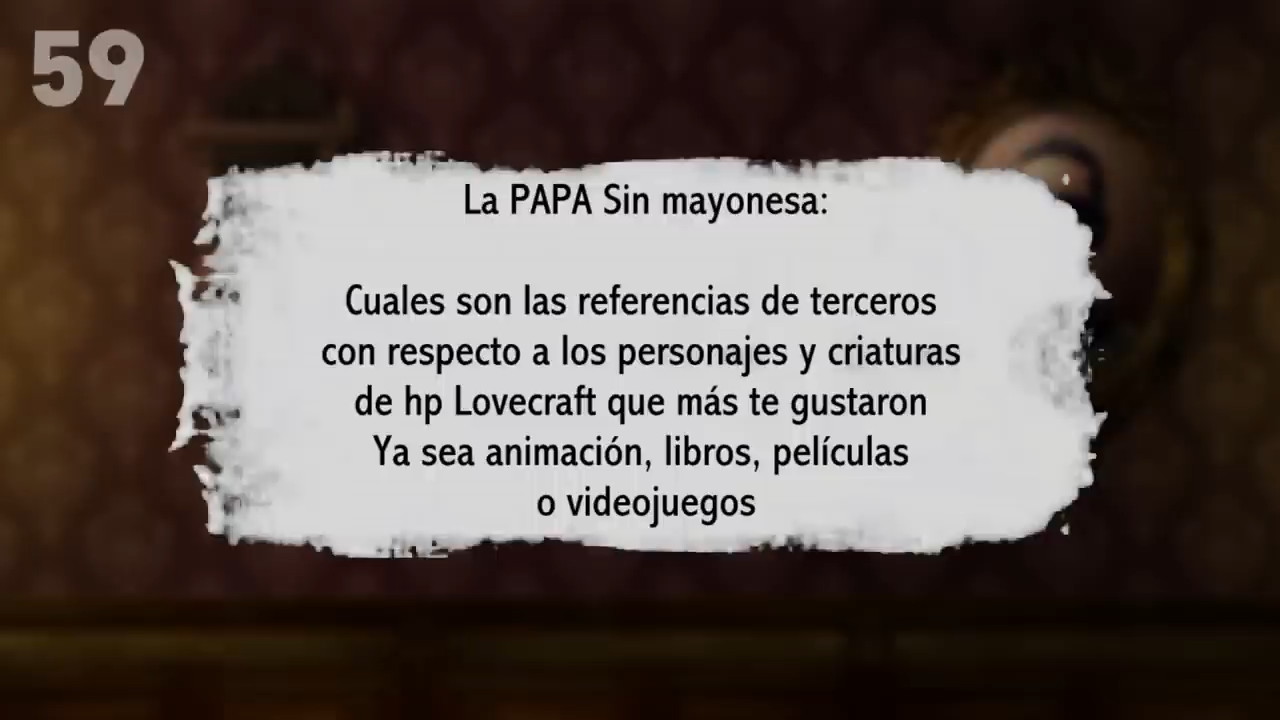 59
La PAPA Sin mayonesa:
Cuales son las referencias de terceros
con respecto a los personajes y criaturas
de hp Lovecraft que más te gustaron
Ya sea animación, libros, películas
o videojuegos